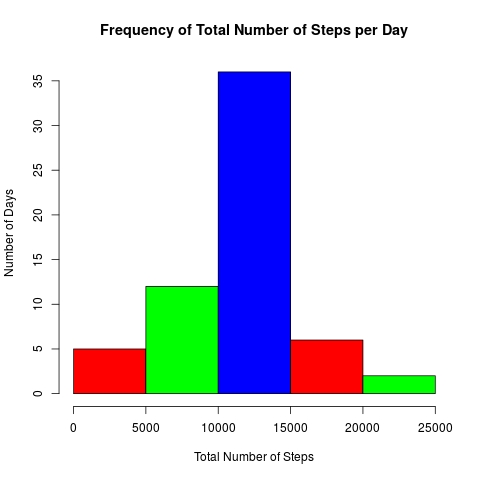 Frequency of Total Number of Steps per Day
Number of Days
35
30
25
20
15
10
5
0
0 5000 10000 15000 20000 25000
Total Number of Steps